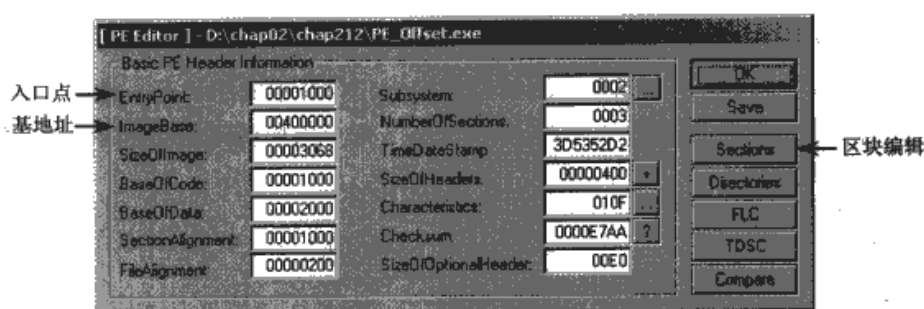 [ PE Editor ] - D:\chap02\chap212\PE_Offset.exe
Basic PE Header Information
入口点
EntryPoint: 00001000
基地址
ImageBase: 00400000
SizeOfImage: 00003068
BaseOfCode: 00001000
BaseOfData: 00002000
SectionAlignment: 00001000
FileAlignment: 00000200
Subsystem: 0002 ...
NumberOfSections: 0003
TimeDateStamp 3D5352D2
SizeOfHeaders: 00000400 +
Characteristics: 010F ...
Checksum: 0000E7AA ?
SizeOfOptionalHeader: 00E0
OK
Save
Sections
区块编辑
Directories
FLC
TDSC
Compare